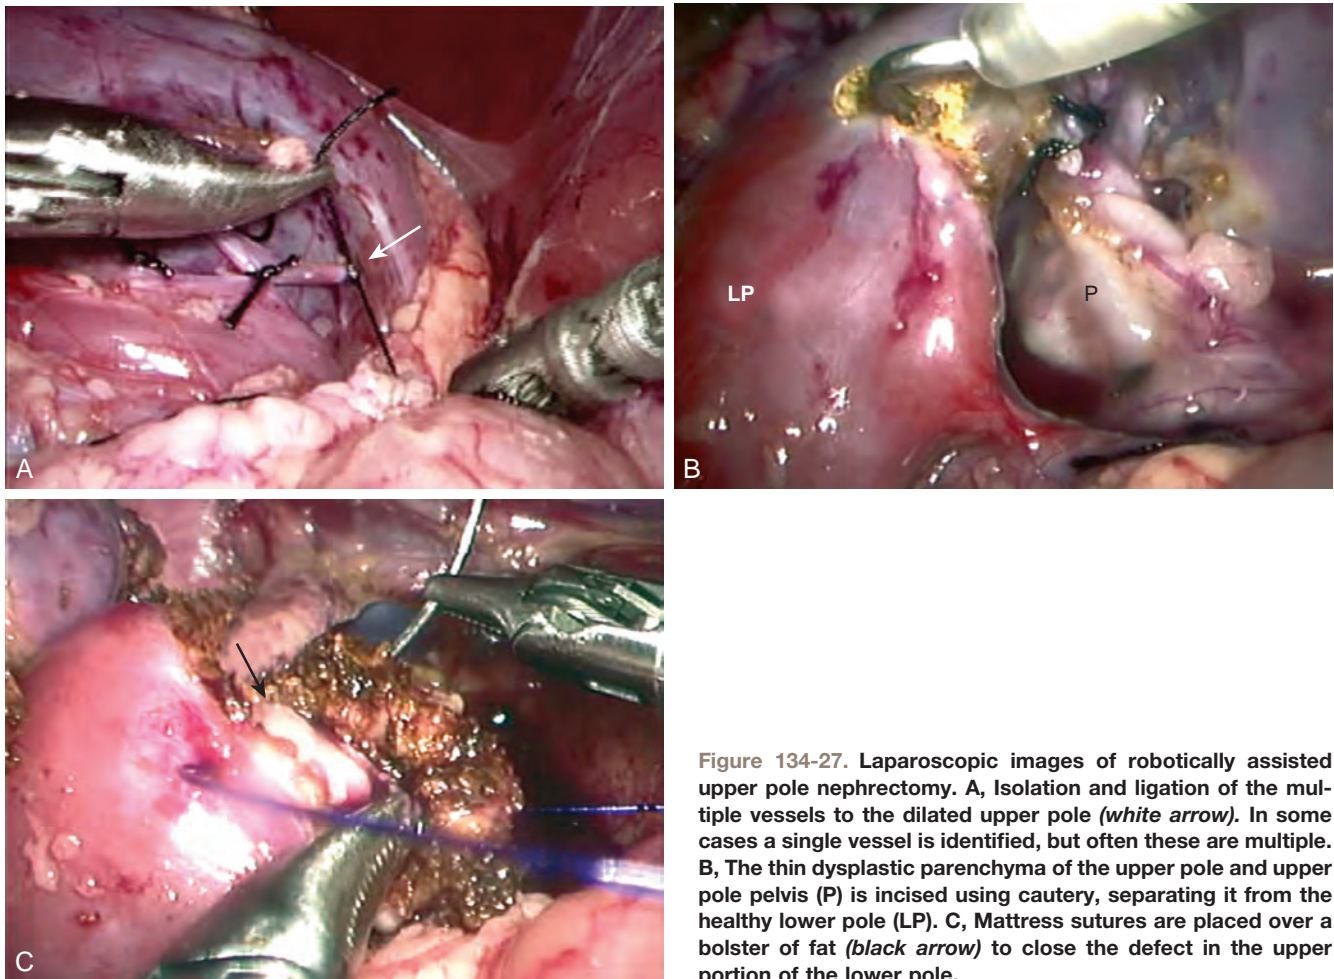 A
LP
P
B
C
Figure 134-27. Laparoscopic images of robotically assisted
upper pole nephrectomy. A, Isolation and ligation of the mul-
tiple vessels to the dilated upper pole (white arrow). In some
cases a single vessel is identified, but often these are multiple.
B, The thin dysplastic parenchyma of the upper pole and upper
pole pelvis (P) is incised using cautery, separating it from the
healthy lower pole (LP). C, Mattress sutures are placed over a
bolster of fat (black arrow) to close the defect in the upper
portion of the lower pole.